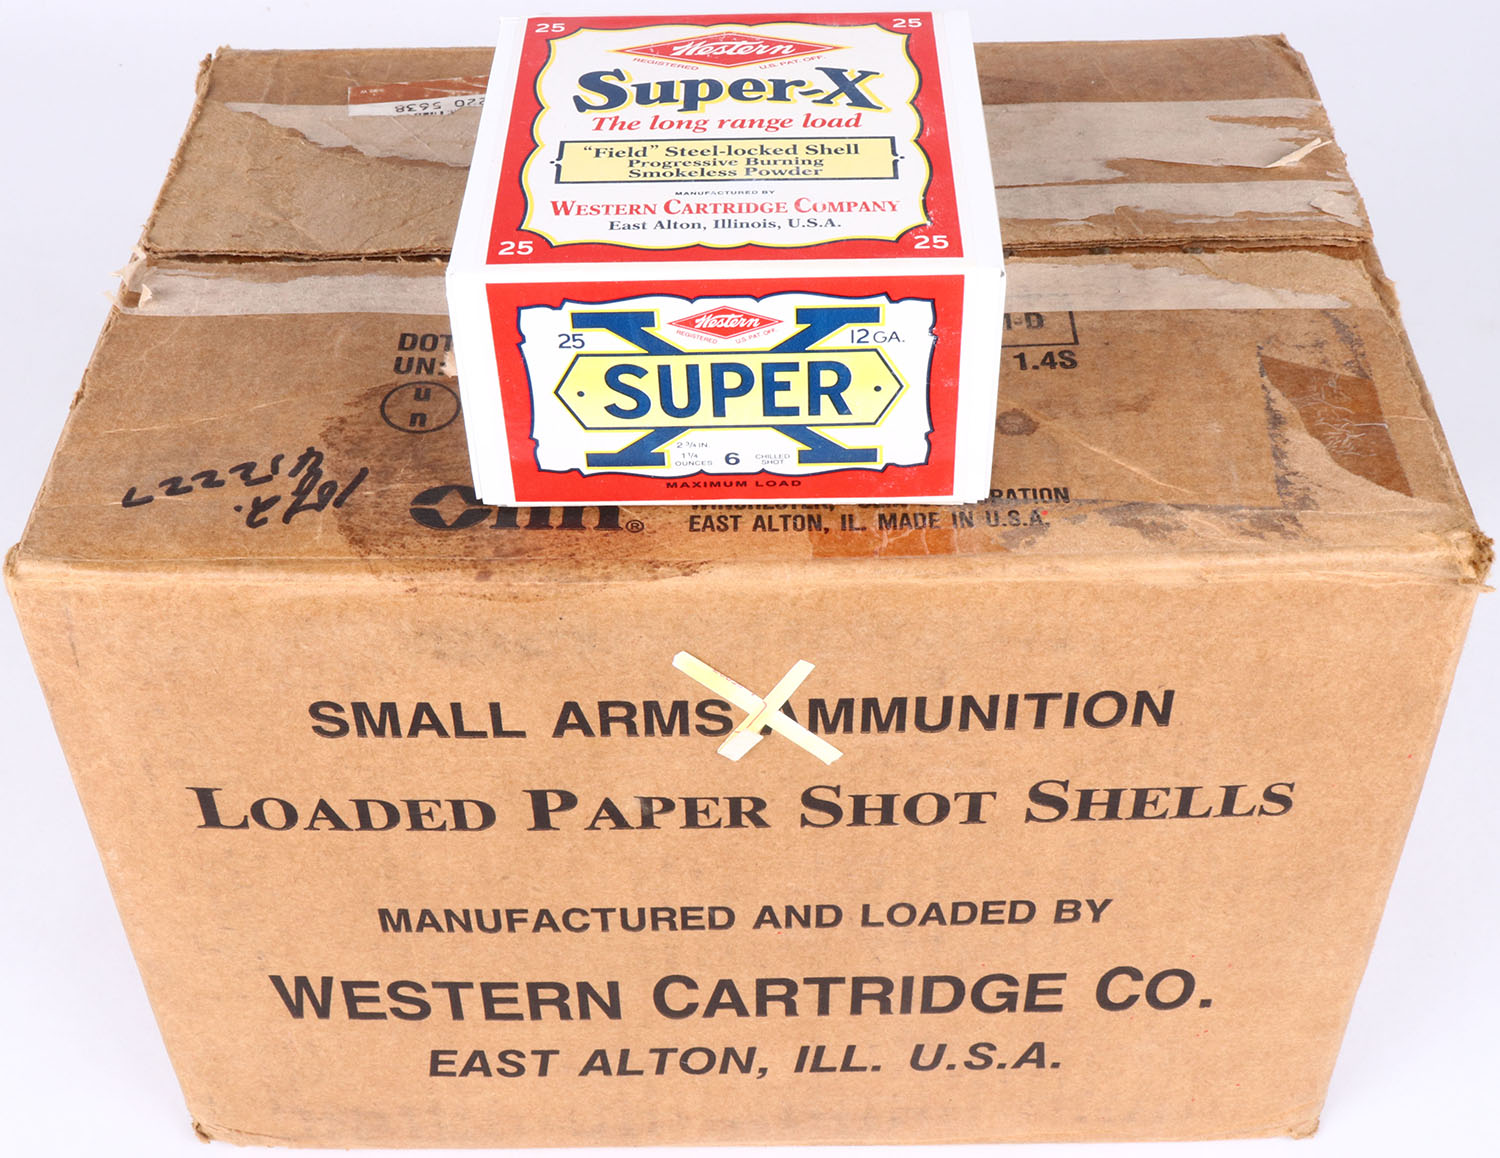 25
25
Western
REGISTERED U.S. PAT. OFF.
Super-X
The long range load
"Field" Steel-locked Shell
Progressive Burning
Smokeless Powder
MANUFACTURED BY
WESTERN CARTRIDGE COMPANY
East Alton, Illinois, U.S.A.
25
25
Western
REGISTERED U.S. PAT. OFF.
25
12 GA.
X
SUPER
2 3/4 IN.
1 1/4
OUNCES
6
CHILLED
SHOT
MAXIMUM LOAD
220 5638
DOT
UN:
u
n
-D
1.4S
Olin®
WINCHESTER,
EAST ALTON, IL. MADE IN U.S.A.
SMALL ARMS AMMUNITION
LOADED PAPER SHOT SHELLS
MANUFACTURED AND LOADED BY
WESTERN CARTRIDGE CO.
EAST ALTON, ILL. U.S.A.